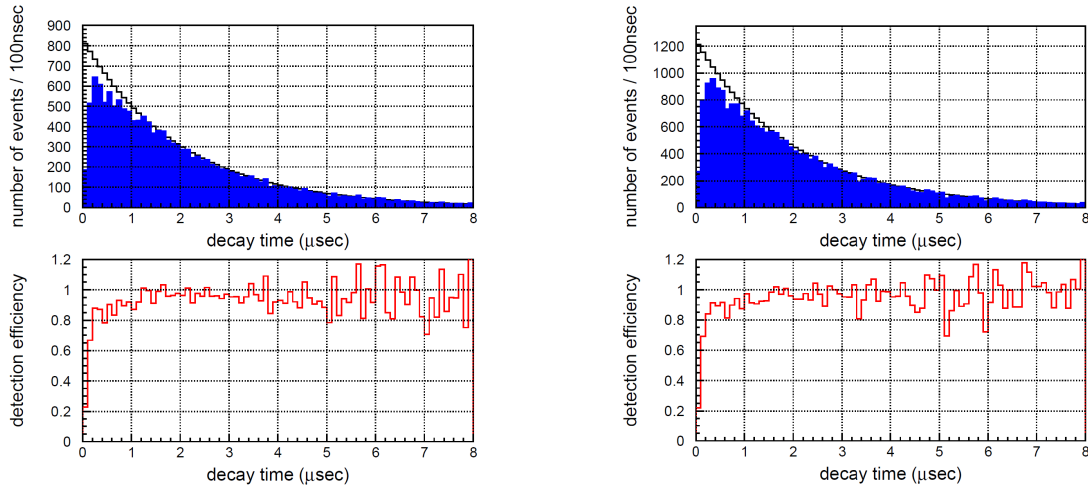 number of events / 100nsec
900
800
700
600
500
400
300
200
100
0
0 1 2 3 4 5 6 7 8
decay time (μsec)
number of events / 100nsec
1200
1000
800
600
400
200
0
0 1 2 3 4 5 6 7 8
decay time (μsec)
detection efficiency
1.2
1
0.8
0.6
0.4
0.2
0
0 1 2 3 4 5 6 7 8
decay time (μsec)
detection efficiency
1.2
1
0.8
0.6
0.4
0.2
0
0 1 2 3 4 5 6 7 8
decay time (μsec)